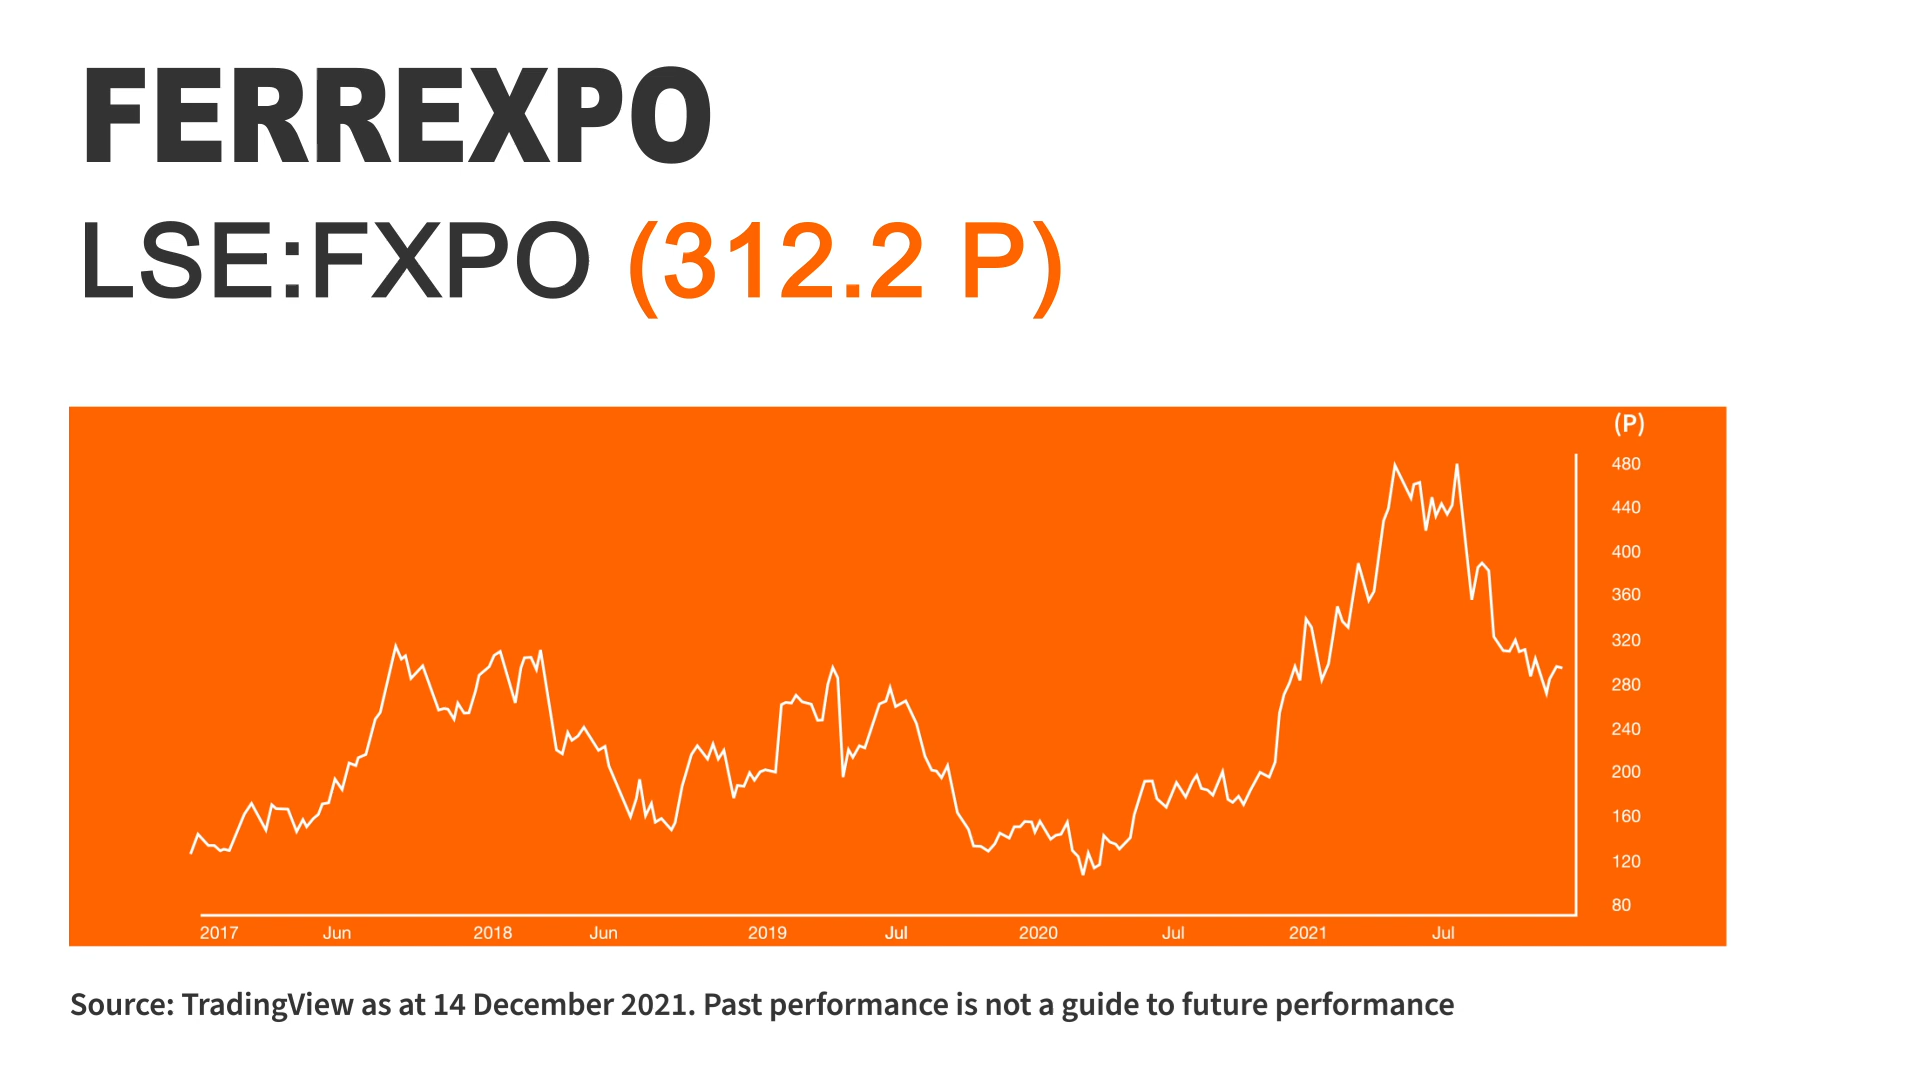 FERREXPO
LSE:FXPO (312.2 P)
(P)
480
440
400
360
320
280
240
200
160
120
80
2017 Jun 2018 Jun 2019 Jul 2020 Jul 2021 Jul
Source: TradingView as at 14 December 2021. Past performance is not a guide to future performance